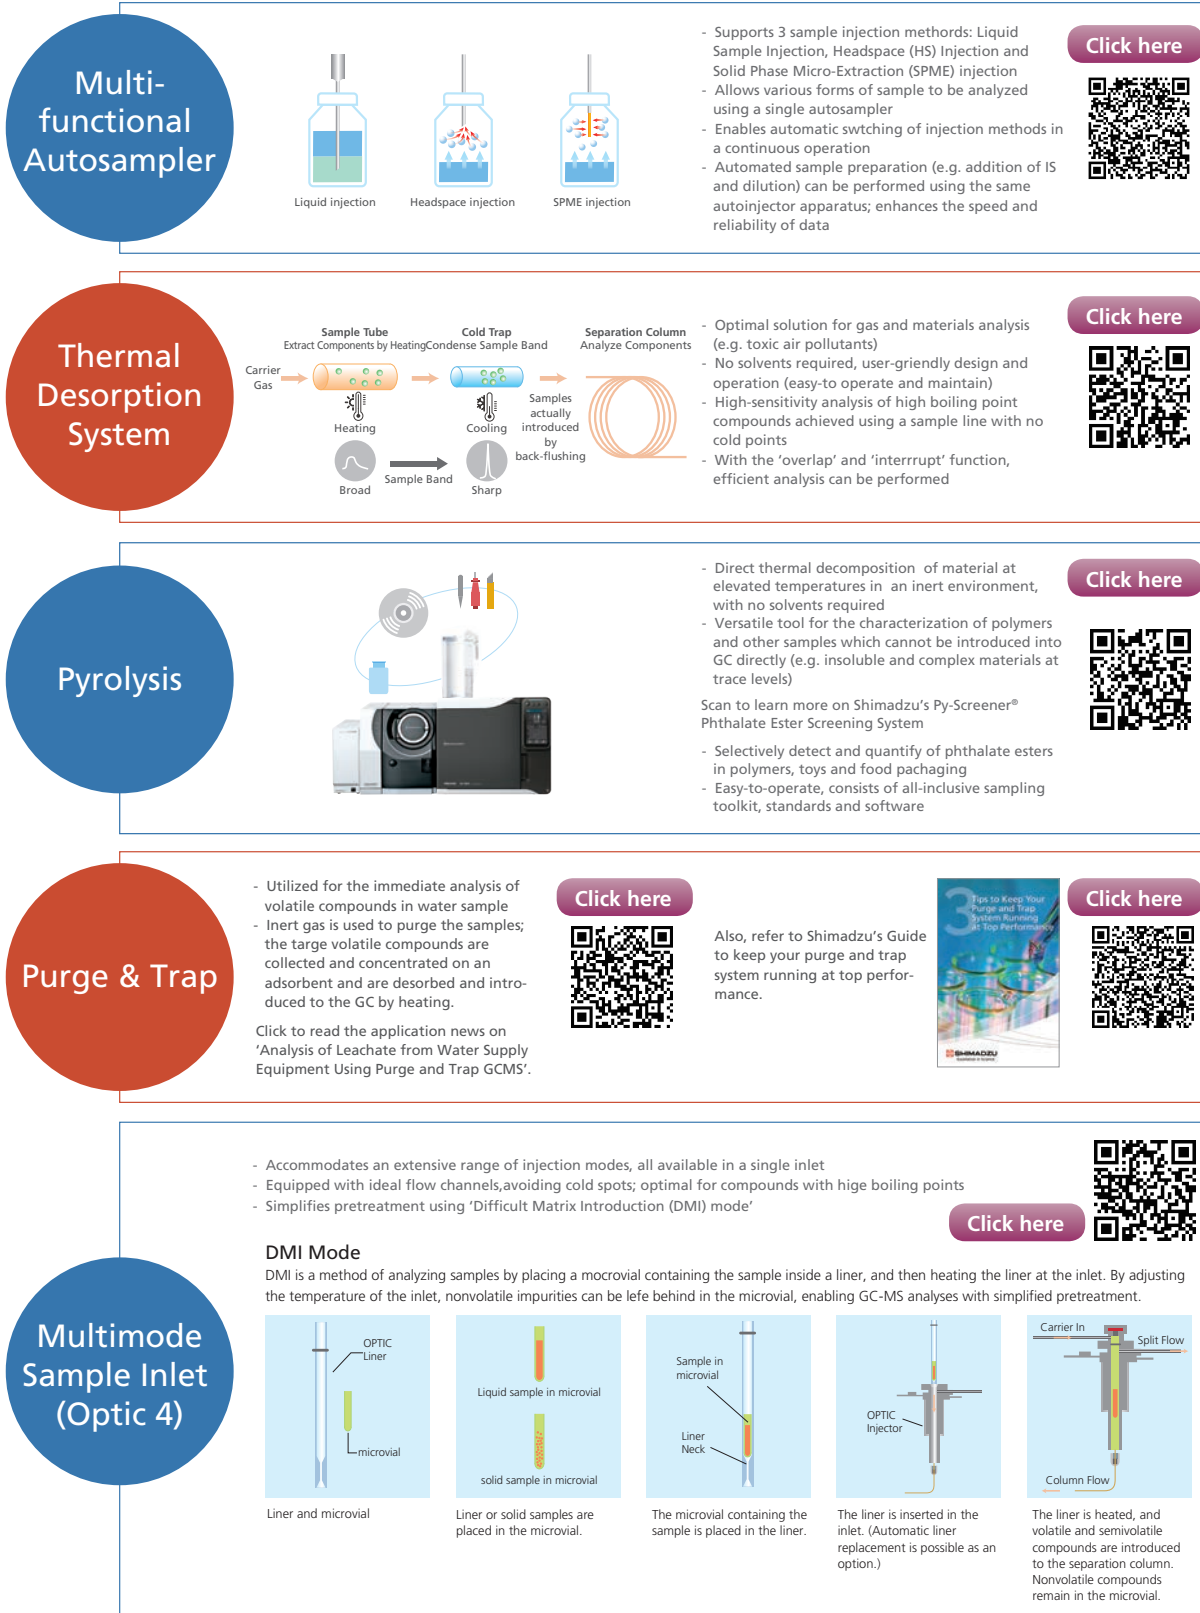 Multi-
functional
Autosampler
Liquid injection
Headspace injection
SPME injection
- Supports 3 sample injection methords: Liquid
Sample Injection, Headspace (HS) Injection and
Solid Phase Micro-Extraction (SPME) injection
- Allows various forms of sample to be analyzed
using a single autosampler
- Enables automatic swtching of injection methods in
a continuous operation
- Automated sample preparation (e.g. addition of IS
and dilution) can be performed using the same
autoinjector apparatus; enhances the speed and
reliability of data
Click here
Thermal
Desorption
System
Carrier
Gas
Sample Tube
Extract Components by Heating
Heating
Broad
Sample Band
Cold Trap
Condense Sample Band
Cooling
Sharp
Samples
actually
introduced
by
back-flushing
Separation Column
Analyze Components
- Optimal solution for gas and materials analysis
(e.g. toxic air pollutants)
- No solvents required, user-friendly design and
operation (easy-to operate and maintain)
- High-sensitivity analysis of high boiling point
compounds achieved using a sample line with no
cold points
- With the ‘overlap’ and ‘interrrupt’ function,
efficient analysis can be performed
Click here
Pyrolysis
- Direct thermal decomposition of material at
elevated temperatures in an inert environment,
with no solvents required
- Versatile tool for the characterization of polymers
and other samples which cannot be introduced into
GC directly (e.g. insoluble and complex materials at
trace levels)
Scan to learn more on Shimadzu’s Py-Screener®
Phthalate Ester Screening System
- Selectively detect and quantify of phthalate esters
in polymers, toys and food pachaging
- Easy-to-operate, consists of all-inclusive sampling
toolkit, standards and software
Click here
Purge & Trap
- Utilized for the immediate analysis of
volatile compounds in water sample
- Inert gas is used to purge the samples;
the targe volatile compounds are
collected and concentrated on an
adsorbent and are desorbed and intro-
duced to the GC by heating.
Click to read the application news on
‘Analysis of Leachate from Water Supply
Equipment Using Purge and Trap GCMS’.
Click here
Also, refer to Shimadzu’s Guide
to keep your purge and trap
system running at top perfor-
mance.
3
Tips to Keep Your
Purge and Trap
System Running
at Top Performance
SHIMADZU
Click here
Multimode
Sample Inlet
(Optic 4)
- Accommodates an extensive range of injection modes, all available in a single inlet
- Equipped with ideal flow channels,avoiding cold spots; optimal for compounds with hige boiling points
- Simplifies pretreatment using ‘Difficult Matrix Introduction (DMI) mode’
Click here
DMI Mode
DMI is a method of analyzing samples by placing a mocrovial containing the sample inside a liner, and then heating the liner at the inlet. By adjusting
the temperature of the inlet, nonvolatile impurities can be lefe behind in the microvial, enabling GC-MS analyses with simplified pretreatment.
OPTIC
Liner
microvial
Liner and microvial
Liquid sample in microvial
solid sample in microvial
Liner or solid samples are
placed in the microvial.
Sample in
microvial
Liner
Neck
The microvial containing the
sample is placed in the liner.
OPTIC
Injector
The liner is inserted in the
inlet. (Automatic liner
replacement is possible as an
option.)
Carrier In
Split Flow
Column Flow
The liner is heated, and
volatile and semivolatile
compounds are introduced
to the separation column.
Nonvolatile compounds
remain in the microvial.